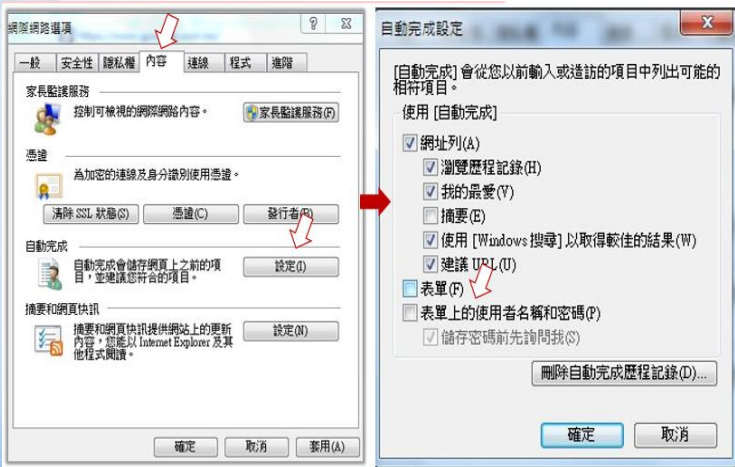 網際網路選項
一般 安全性 隱私權 內容 連線 程式 進階
家長監護服務
控制可檢視的網際網路內容。
家長監護服務(F)
憑證
為加密的連線及身分識別使用憑證。
清除 SSL 狀態(S) 憑證(C) 發行者(B)
自動完成
自動完成會儲存網頁上之前的項
目，並建議您符合的項目。
設定(I)
摘要和網頁快訊
摘要和網頁快訊提供網站上的更新
內容，您能以 Internet Explorer 及其
他程式閱讀。
設定(N)
確定 取消 套用(A)
自動完成設定
[自動完成] 會從您以前輸入或造訪的項目中列出可能的
相符項目。
使用 [自動完成]
網址列(A)
瀏覽歷程記錄(H)
我的最愛(V)
摘要(E)
使用 [Windows 搜尋] 以取得較佳的結果(W)
建議 URL(U)
表單(F)
表單上的使用者名稱和密碼(P)
儲存密碼前先詢問我(S)
刪除自動完成歷程記錄(D)...
確定 取消